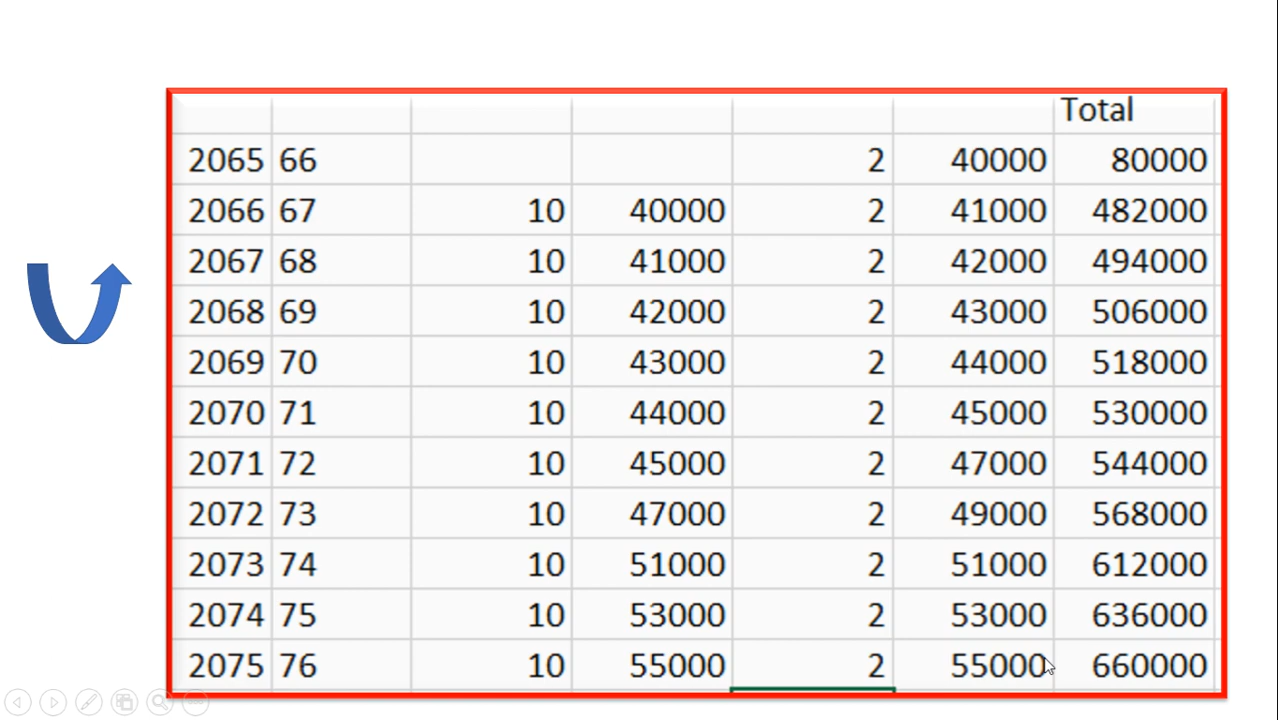 Total
2065 66 2 40000 80000
2066 67 10 40000 2 41000 482000
2067 68 10 41000 2 42000 494000
2068 69 10 42000 2 43000 506000
2069 70 10 43000 2 44000 518000
2070 71 10 44000 2 45000 530000
2071 72 10 45000 2 47000 544000
2072 73 10 47000 2 49000 568000
2073 74 10 51000 2 51000 612000
2074 75 10 53000 2 53000 636000
2075 76 10 55000 2 55000 660000